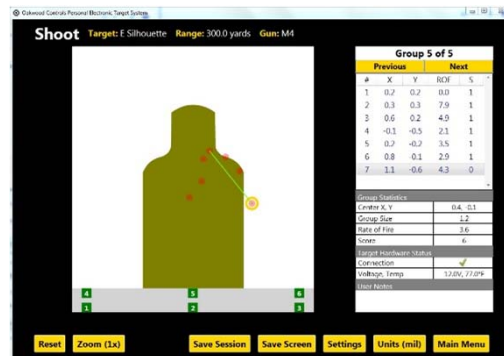 Oakwood Controls Personal Electronic Target System
Shoot Target: E Silhouette Range: 300.0 yards Gun: M4
Group 5 of 5
Previous Next
# X Y ROF S
1 0.2 0.2 0.0 1
2 0.3 0.3 7.9 1
3 0.6 0.2 4.9 1
4 -0.1 -0.5 2.1 1
5 0.2 -0.2 3.5 1
6 0.8 -0.1 2.9 1
7 1.1 -0.6 4.3 0
Group Statistics
Center X, Y 0.4, -0.1
Group Size 1.2
Rate of Fire 3.6
Score 6
Target Hardware Status
Connection
Voltage, Temp 12.0V, 77.0°F
User Notes
4 5 6
1 2 3
Reset Zoom (1x) Save Session Save Screen Settings Units (mil) Main Menu